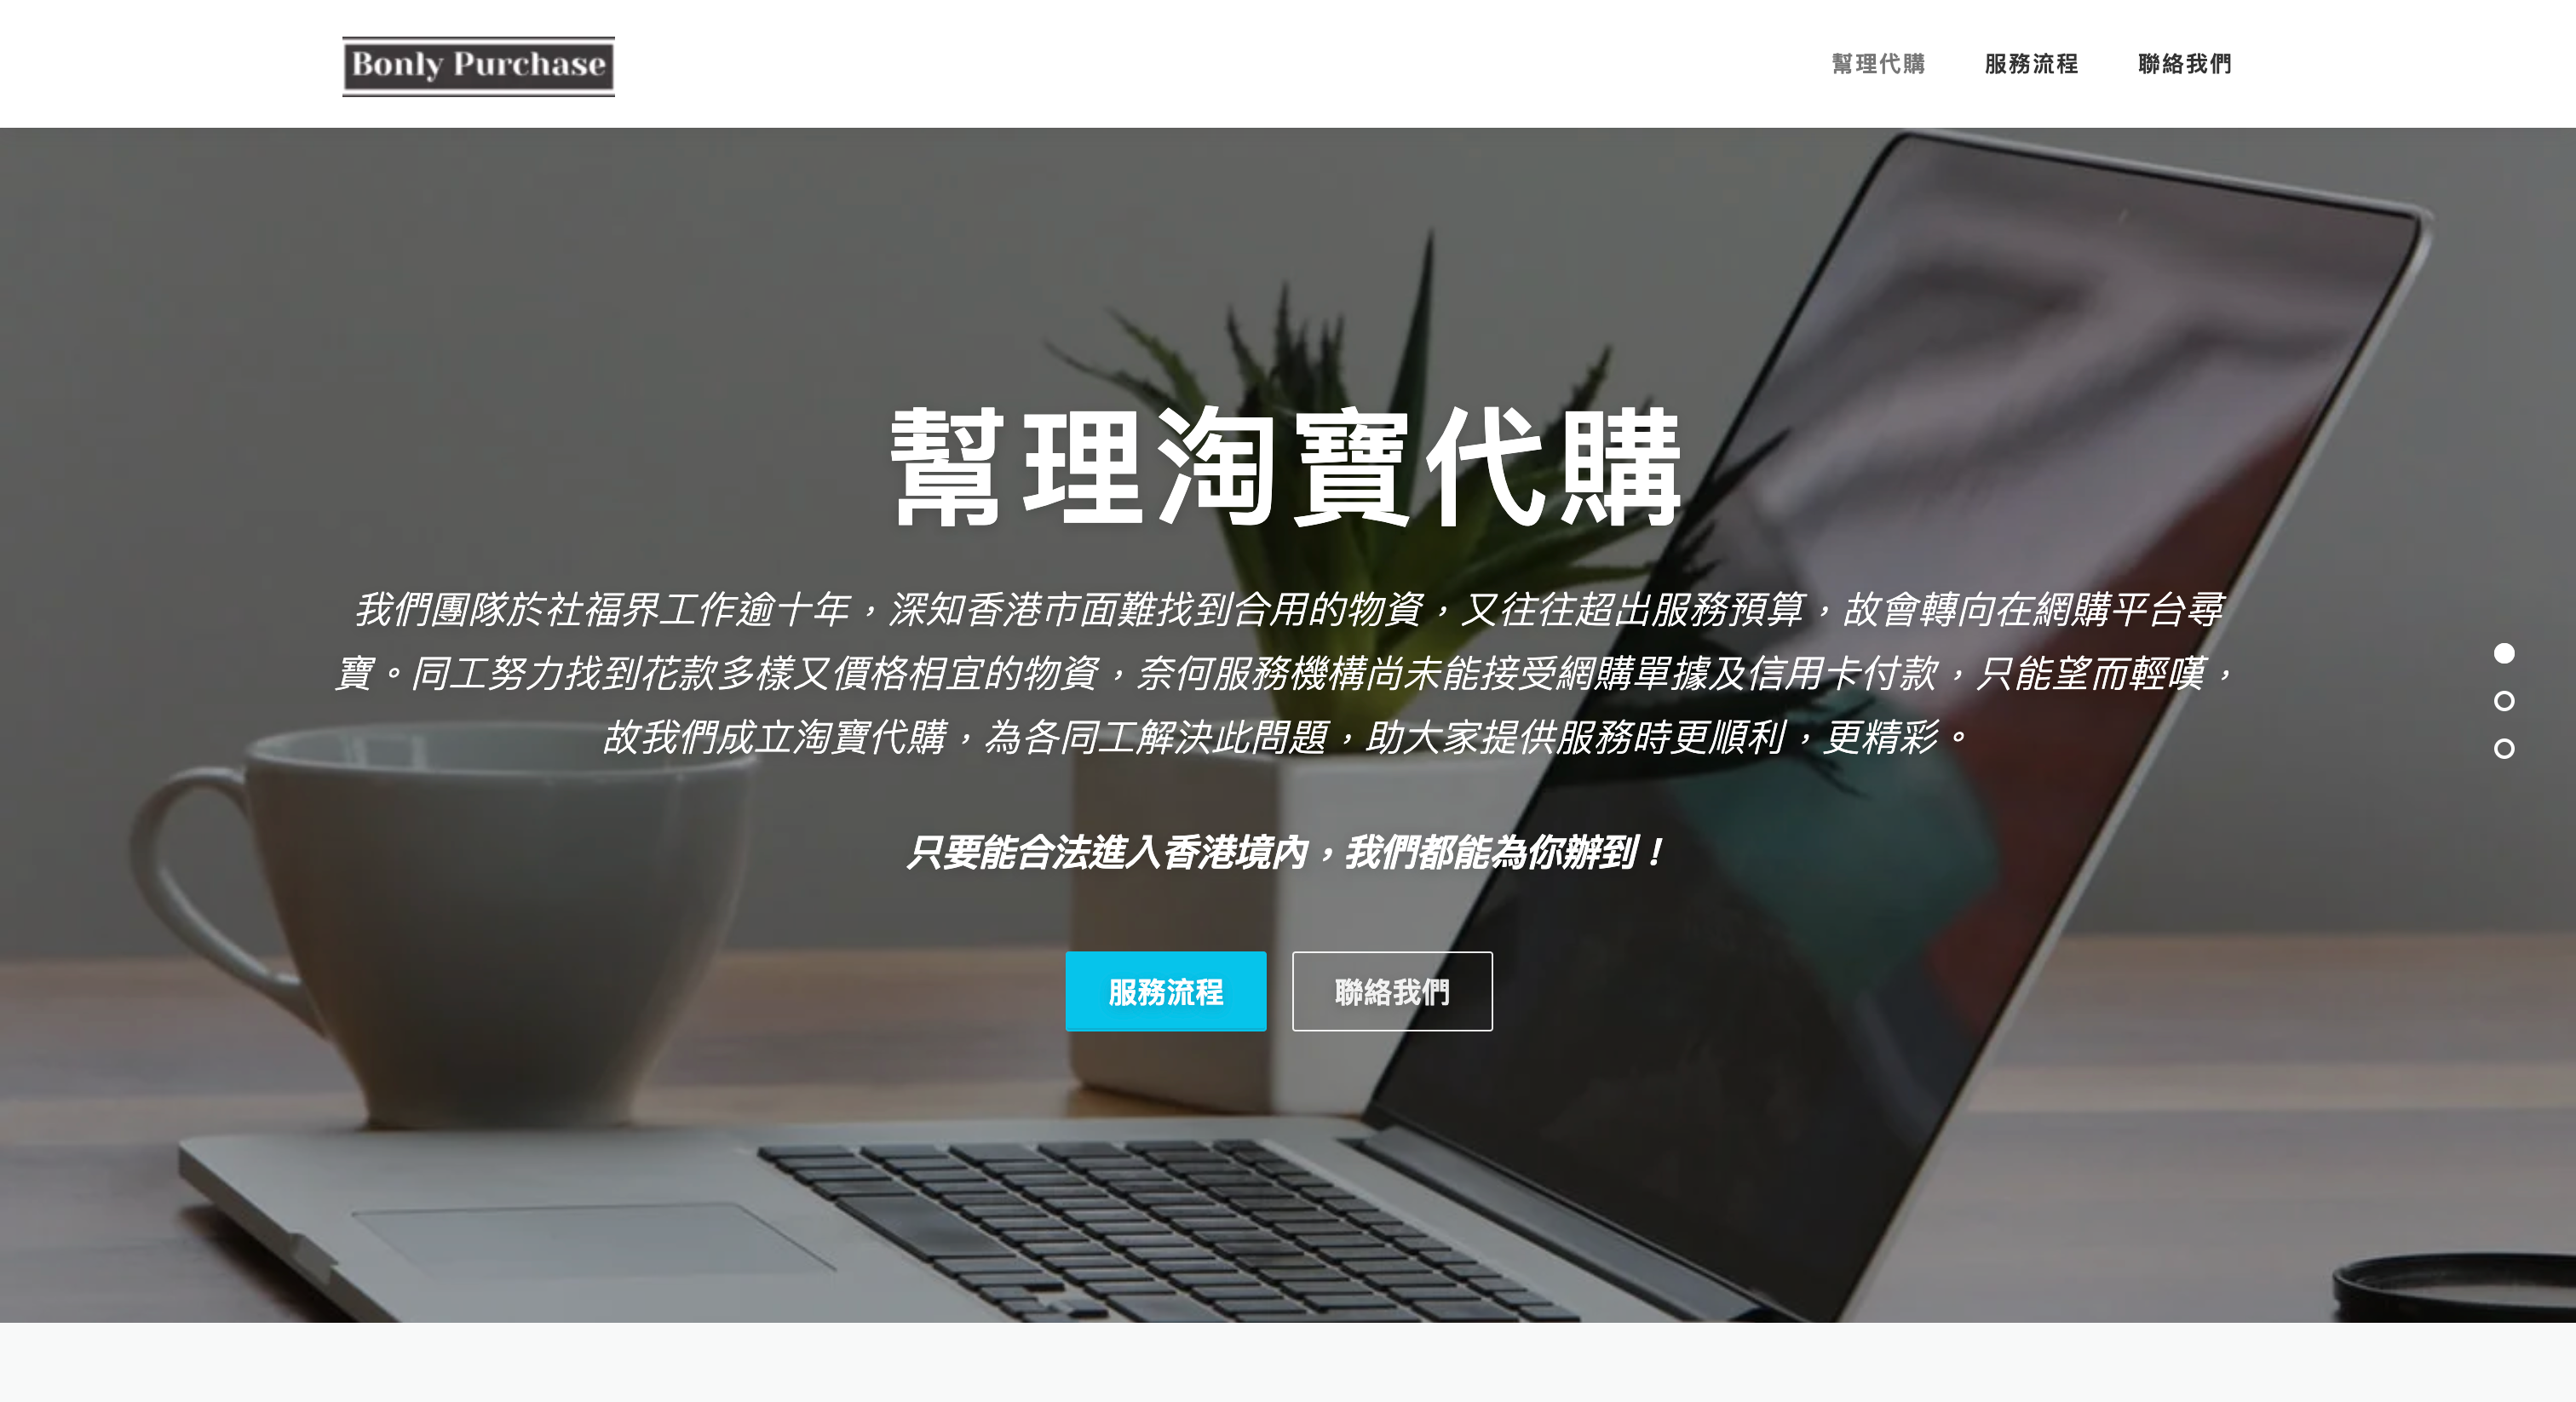 Bonly Purchase
幫理代購
服務流程
聯絡我們
幫理淘寶代購
我們團隊於社福界工作逾十年，深知香港市面難找到合用的物資，又往往超出服務預算，故會轉向在網購平台尋
寶。同工努力找到花款多樣又價格相宜的物資，奈何服務機構尚未能接受網購單據及信用卡付款，只能望而輕嘆，
故我們成立淘寶代購，為各同工解決此問題，助大家提供服務時更順利，更精彩。
只要能合法進入香港境內，我們都能為你辦到！
服務流程
聯絡我們